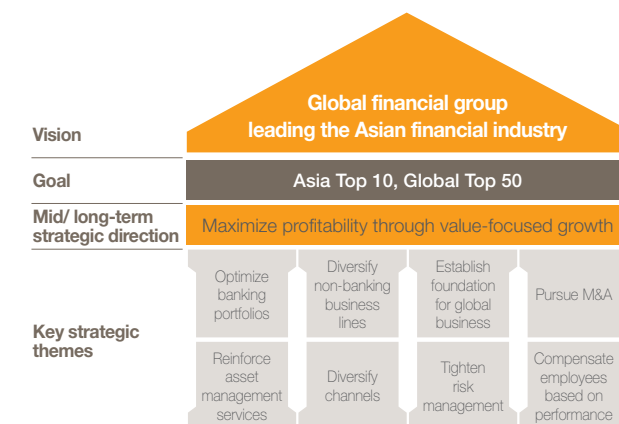 Vision
Global financial group
leading the Asian financial industry
Goal
Asia Top 10, Global Top 50
Mid/ long-term
strategic direction
Maximize profitability through value-focused growth
Key strategic
themes
Optimize
banking
portfolios
Diversify
non-banking
business
lines
Establish
foundation
for global
business
Pursue M&A
Reinforce
asset
management
services
Diversify
channels
Tighten
risk
management
Compensate
employees
based on
performance